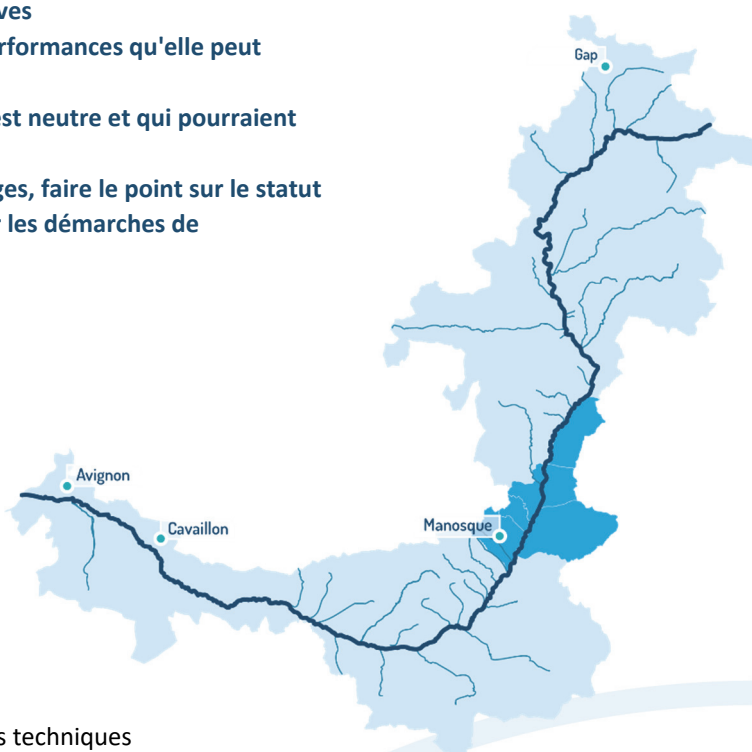 ves
rformances qu'elle peut
est neutre et qui pourraient
ges, faire le point sur le statut
r les démarches de
Gap
Avignon
Cavaillon
Manosque
s techniques